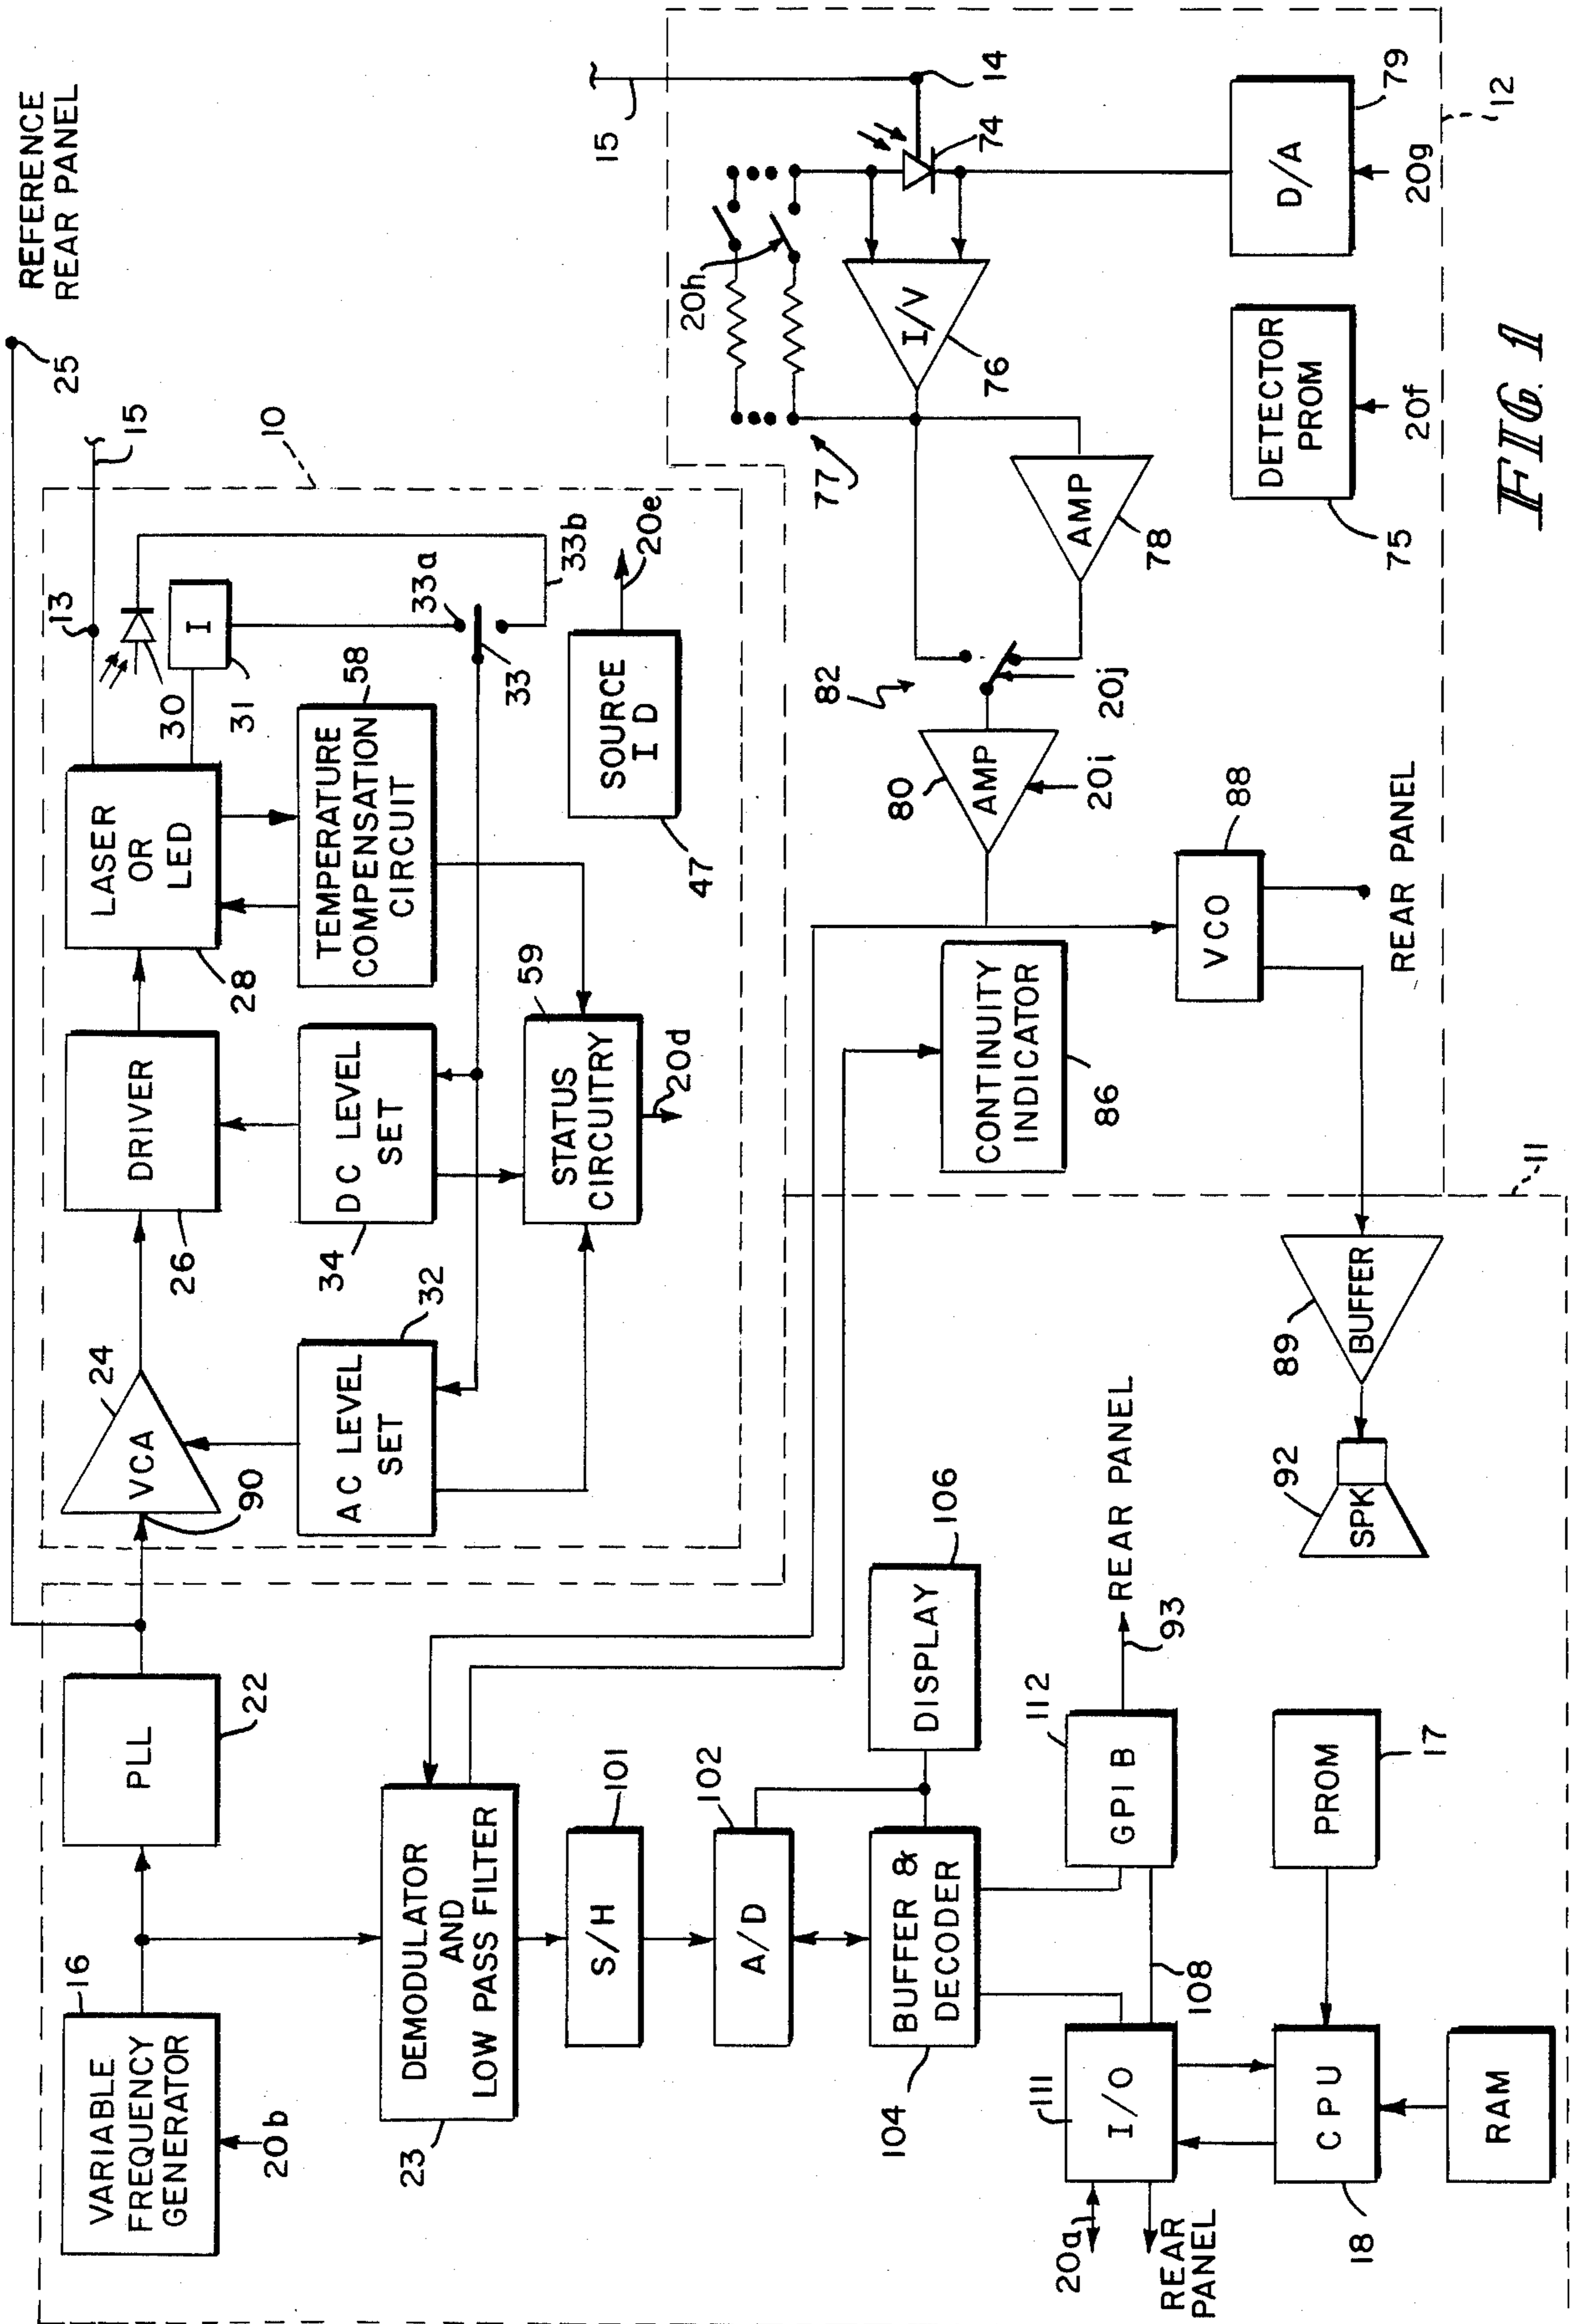 REFERENCE
REAR PANEL
25
16
VARIABLE
FREQUENCY
GENERATOR
20b
PLL
22
24
VCA
90
DRIVER
26
LASER
OR
LED
28
13
15
10
30
I
31
33a
33b
33
AC LEVEL
SET
32
DC LEVEL
SET
34
TEMPERATURE
COMPENSATION
CIRCUIT
58
STATUS
CIRCUITRY
59
20d
SOURCE
ID
47
20e
DEMODULATOR
AND
LOW PASS FILTER
23
S/H
101
A/D
102
BUFFER &
DECODER
104
DISPLAY
106
I/O
111
20a
REAR
PANEL
108
GPIB
112
93
REAR PANEL
CPU
18
PROM
17
RAM
11
CONTINUITY
INDICATOR
86
VCO
88
REAR PANEL
BUFFER
89
SPK
92
AMP
80
20i
82
20j
AMP
78
77
I/V
76
20h
74
14
15
DETECTOR
PROM
75
20f
D/A
79
20g
12
FIG. 1